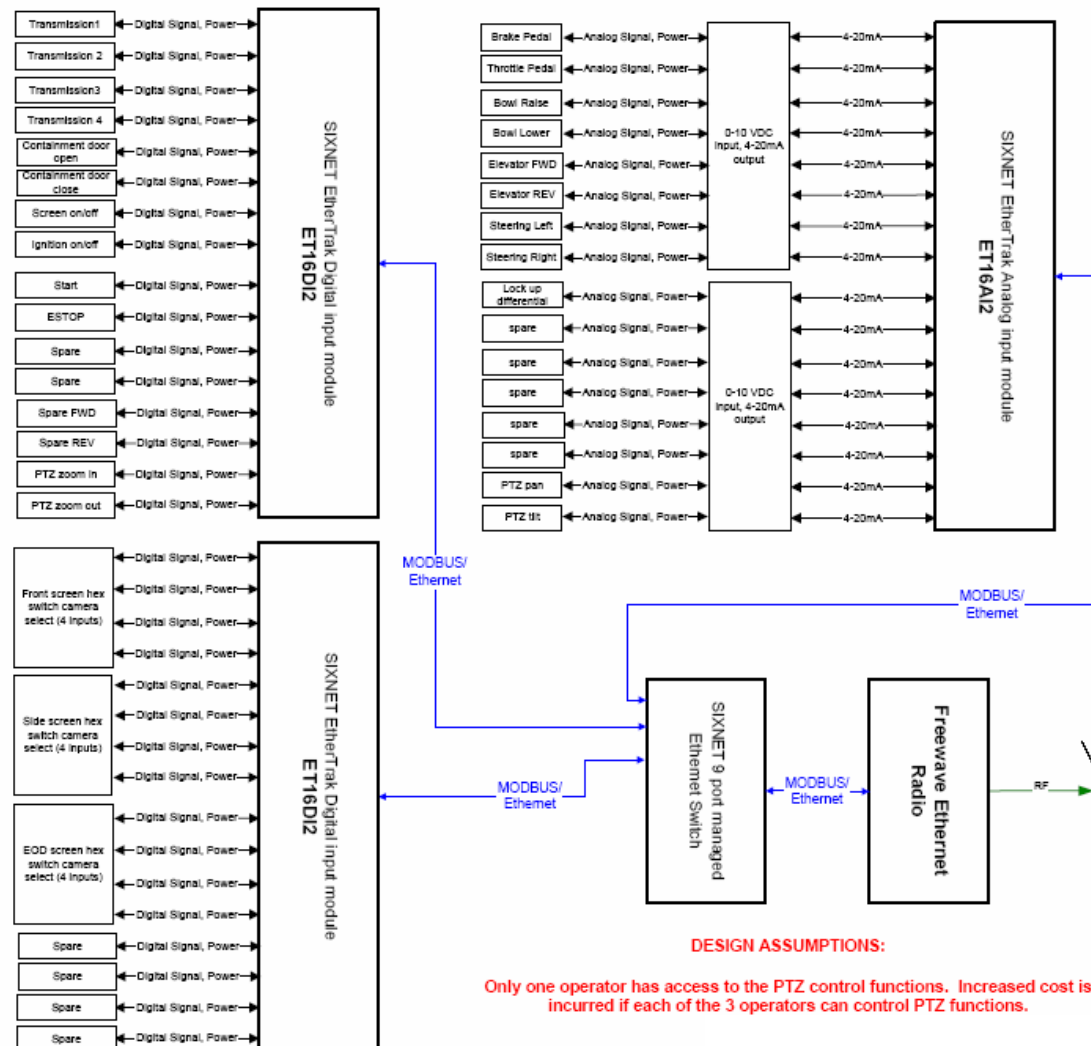 Transmission1
Digital Signal, Power
Transmission 2
Digital Signal, Power
Transmission3
Digital Signal, Power
Transmission 4
Digital Signal, Power
Containment door
open
Digital Signal, Power
Containment door
close
Digital Signal, Power
Screen on/off
Digital Signal, Power
Ignition on/off
Digital Signal, Power
Start
Digital Signal, Power
ESTOP
Digital Signal, Power
Spare
Digital Signal, Power
Spare
Digital Signal, Power
Spare FWD
Digital Signal, Power
Spare REV
Digital Signal, Power
PTZ zoom in
Digital Signal, Power
PTZ zoom out
Digital Signal, Power
SIXNET EtherTrak Digital input module
ET16DI2
Brake Pedal
Analog Signal, Power
4-20mA
Throttle Pedal
Analog Signal, Power
4-20mA
Bowl Raise
Analog Signal, Power
4-20mA
Bowl Lower
Analog Signal, Power
4-20mA
Elevator FWD
Analog Signal, Power
4-20mA
Elevator REV
Analog Signal, Power
4-20mA
Steering Left
Analog Signal, Power
4-20mA
Steering Right
Analog Signal, Power
4-20mA
0-10 VDC
input, 4-20mA
output
Lock up
differential
Analog Signal, Power
4-20mA
spare
Analog Signal, Power
4-20mA
spare
Analog Signal, Power
4-20mA
spare
Analog Signal, Power
4-20mA
spare
Analog Signal, Power
4-20mA
spare
Analog Signal, Power
4-20mA
PTZ pan
Analog Signal, Power
4-20mA
PTZ tilt
Analog Signal, Power
4-20mA
0-10 VDC
input, 4-20mA
output
SIXNET EtherTrak Analog input module
ET16AI2
MODBUS/
Ethernet
MODBUS/
Ethernet
Front screen hex
switch camera
select (4 inputs)
Digital Signal, Power
Digital Signal, Power
Digital Signal, Power
Digital Signal, Power
Side screen hex
switch camera
select (4 inputs)
Digital Signal, Power
Digital Signal, Power
Digital Signal, Power
Digital Signal, Power
EOD screen hex
switch camera
select (4 inputs)
Digital Signal, Power
Digital Signal, Power
Digital Signal, Power
Digital Signal, Power
Spare
Digital Signal, Power
Spare
Digital Signal, Power
Spare
Digital Signal, Power
Spare
Digital Signal, Power
SIXNET EtherTrak Digital input module
ET16DI2
MODBUS/
Ethernet
SIXNET 9 port managed
Ethernet Switch
MODBUS/
Ethernet
Freewave Ethernet
Radio
RF
DESIGN ASSUMPTIONS:
Only one operator has access to the PTZ control functions. Increased cost is
incurred if each of the 3 operators can control PTZ functions.